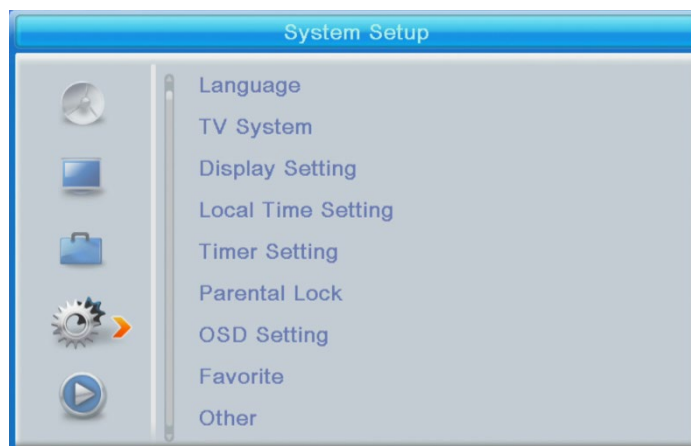 System Setup
Language
TV System
Display Setting
Local Time Setting
Timer Setting
Parental Lock
OSD Setting
Favorite
Other